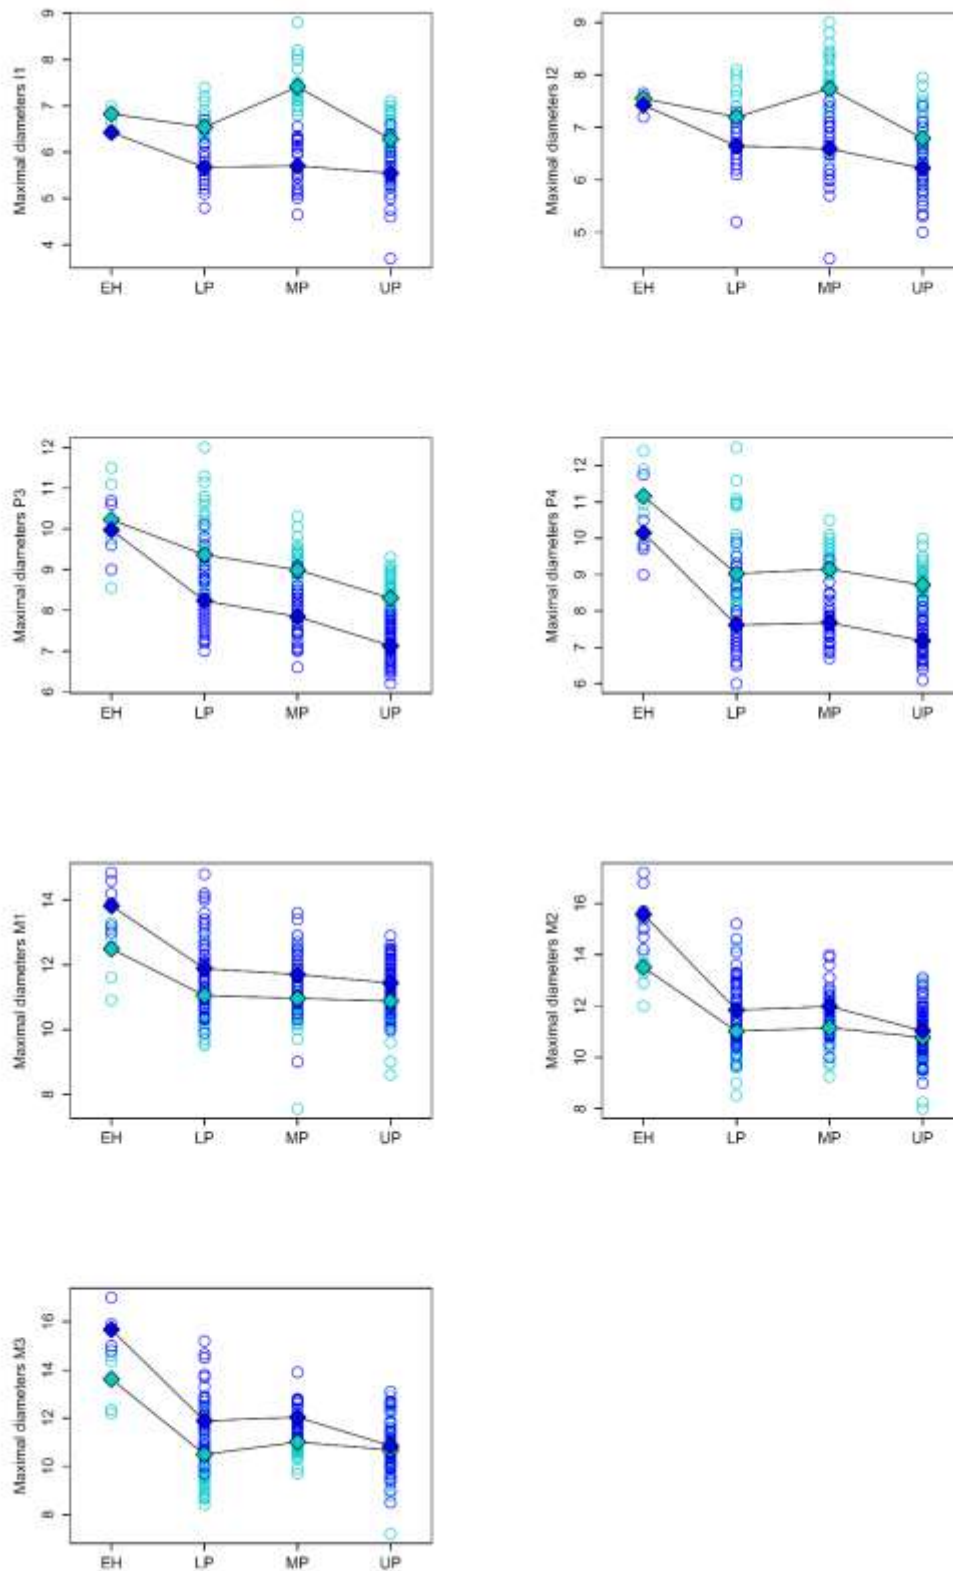 Maximal diameters I1
9
8
7
6
5
4
EH LP MP UP
Maximal diameters I2
9
8
7
6
5
EH LP MP UP
Maximal diameters P3
12
11
10
9
8
7
6
EH LP MP UP
Maximal diameters P4
12
11
10
9
8
7
6
EH LP MP UP
Maximal diameters M1
14
12
10
8
EH LP MP UP
Maximal diameters M2
16
14
12
10
8
EH LP MP UP
Maximal diameters M3
16
14
12
10
8
EH LP MP UP